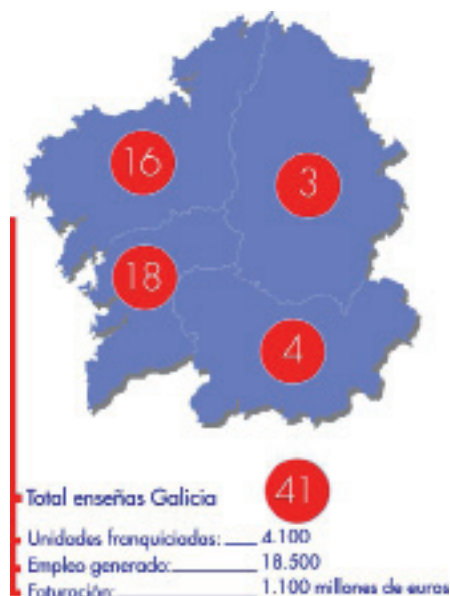 16
3
18
4
Total enseñas Galicia 41
Unidades franquiciadas: 4.100
Empleo generado: 18.500
Faturación: 1.100 millones de euros